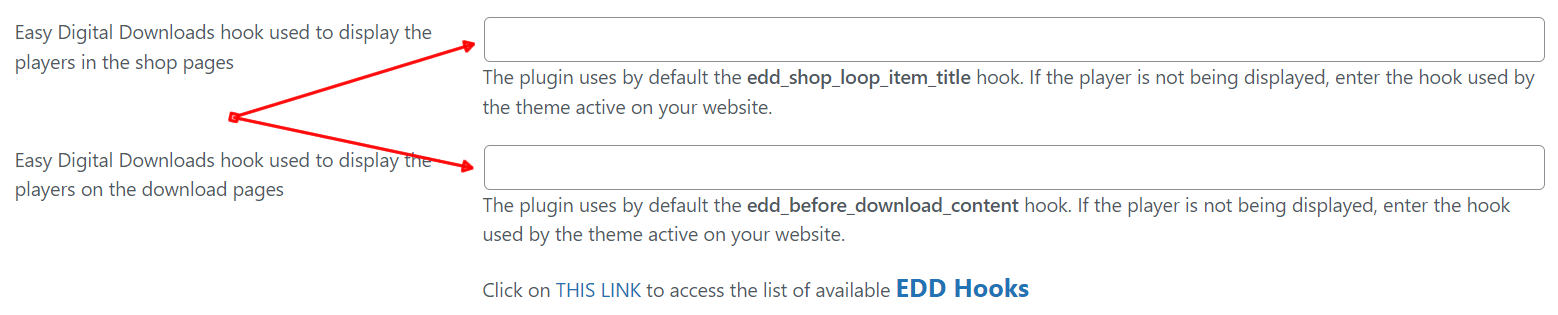 Easy Digital Downloads hook used to display the
players in the shop pages
The plugin uses by default the edd_shop_loop_item_title hook. If the player is not being displayed, enter the hook used by
the theme active on your website.
Easy Digital Downloads hook used to display the
players on the download pages
The plugin uses by default the edd_before_download_content hook. If the player is not being displayed, enter the hook
used by the theme active on your website.
Click on THIS LINK to access the list of available EDD Hooks